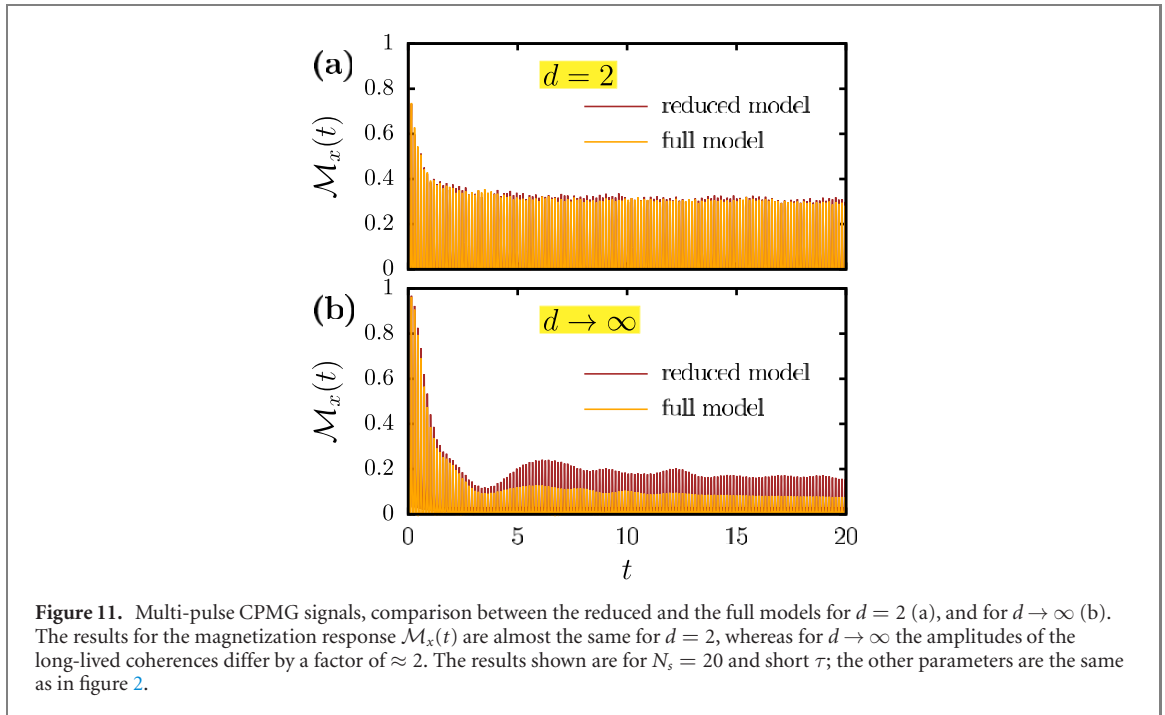 (a)
1
0.8
0.6
0.4
0.2
0
ℳₓ(t)
d = 2
reduced model
full model
(b)
1
0.8
0.6
0.4
0.2
0
ℳₓ(t)
d → ∞
reduced model
full model
0 5 10 15 20
t
Figure 11. Multi-pulse CPMG signals, comparison between the reduced and the full models for d = 2 (a), and for d → ∞ (b).
The results for the magnetization response ℳₓ(t) are almost the same for d = 2, whereas for d → ∞ the amplitudes of the
long-lived coherences differ by a factor of ≈ 2. The results shown are for Nₛ = 20 and short τ; the other parameters are the same
as in figure 2.